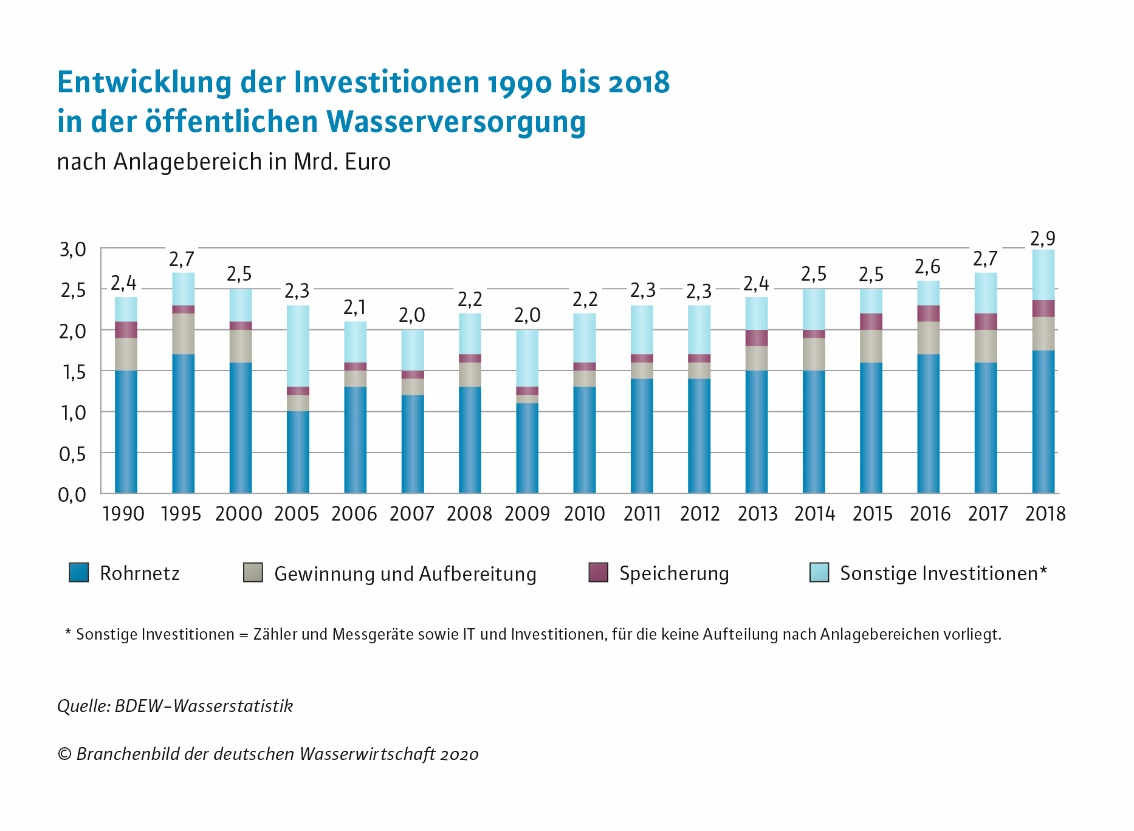 Entwicklung der Investitionen 1990 bis 2018
in der öffentlichen Wasserversorgung
nach Anlagebereich in Mrd. Euro
3,0
2,5
2,0
1,5
1,0
0,5
0,0
2,4 2,7 2,5 2,3 2,1 2,0 2,2 2,0 2,2 2,3 2,3 2,4 2,5 2,5 2,6 2,7 2,9
1990 1995 2000 2005 2006 2007 2008 2009 2010 2011 2012 2013 2014 2015 2016 2017 2018
Rohrnetz Gewinnung und Aufbereitung Speicherung Sonstige Investitionen*
* Sonstige Investitionen = Zähler und Messgeräte sowie IT und Investitionen, für die keine Aufteilung nach Anlagebereichen vorliegt.
Quelle: BDEW-Wasserstatistik
© Branchenbild der deutschen Wasserwirtschaft 2020